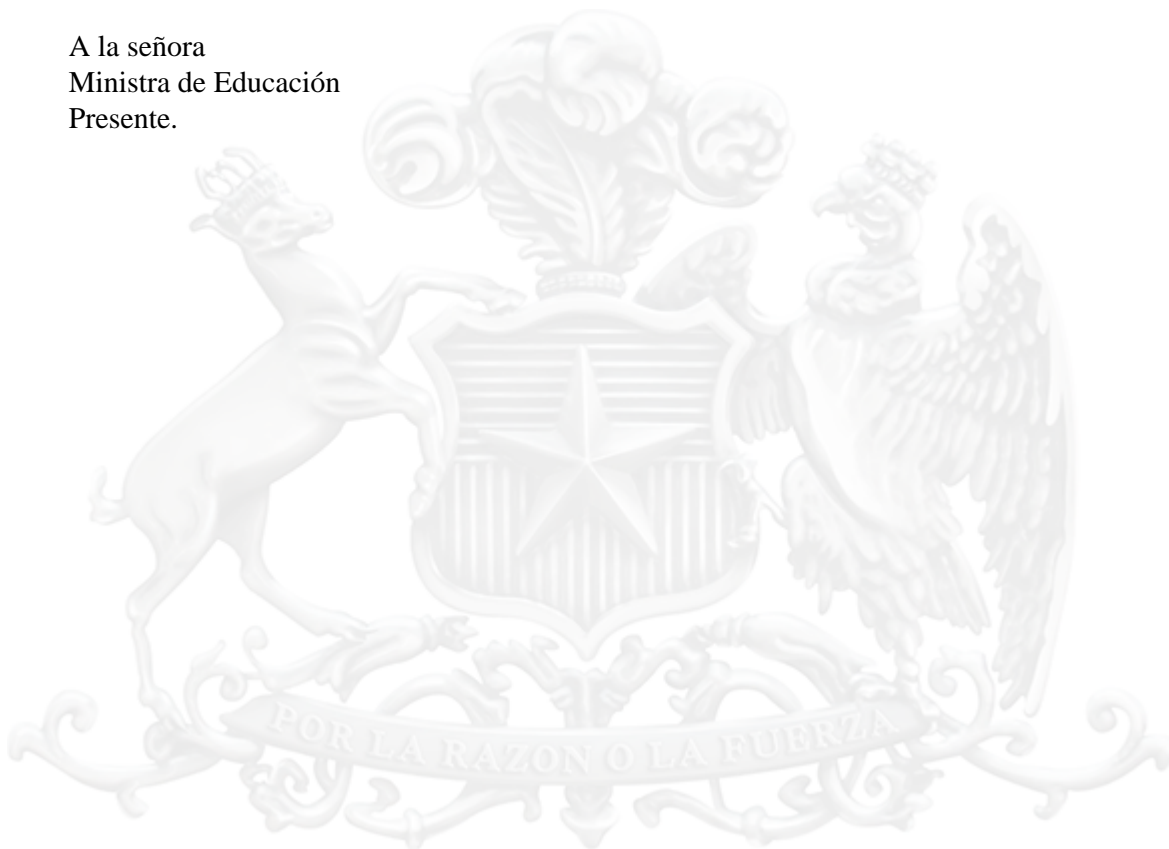 A la señora
Ministra de Educación
Presente.
POR LA RAZON O LA FUERZA